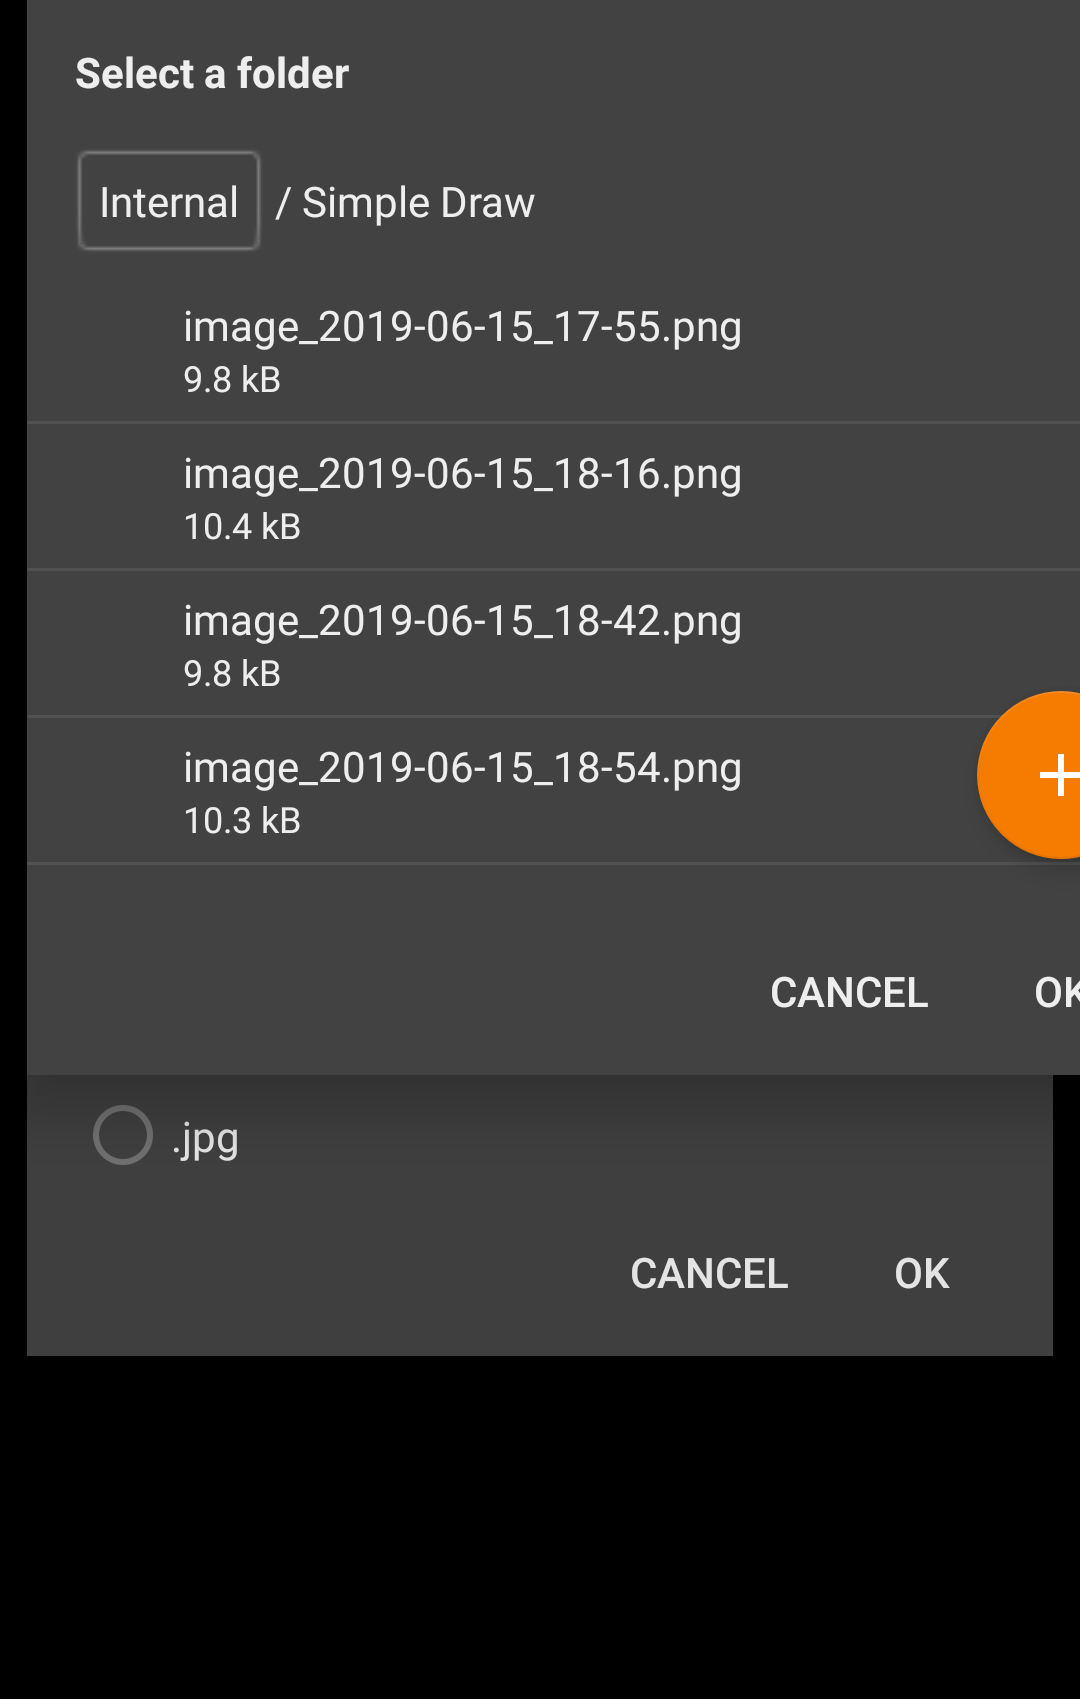 Select a folder
Internal / Simple Draw
image_2019-06-15_17-55.png
9.8 kB
image_2019-06-15_18-16.png
10.4 kB
image_2019-06-15_18-42.png
9.8 kB
image_2019-06-15_18-54.png
10.3 kB
+
CANCEL OK
.jpg
CANCEL OK